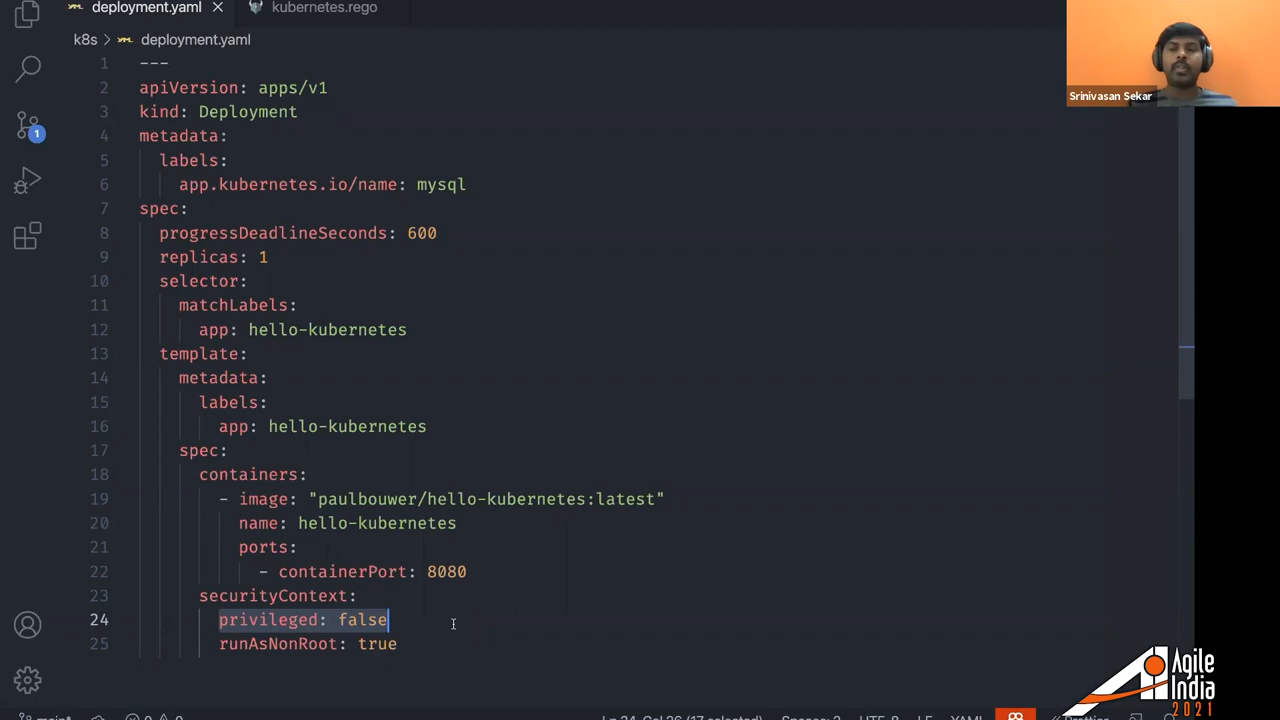 deployment.yaml
kubernetes.rego
k8s > deployment.yaml
1 ---
2 apiVersion: apps/v1
3 kind: Deployment
4 metadata:
5 labels:
6 app.kubernetes.io/name: mysql
7 spec:
8 progressDeadlineSeconds: 600
9 replicas: 1
10 selector:
11 matchLabels:
12 app: hello-kubernetes
13 template:
14 metadata:
15 labels:
16 app: hello-kubernetes
17 spec:
18 containers:
19 - image: "paulbouwer/hello-kubernetes:latest"
20 name: hello-kubernetes
21 ports:
22 - containerPort: 8080
23 securityContext:
24 privileged: false
25 runAsNonRoot: true
1
Srinivasan Sekar
Agile
India
2021